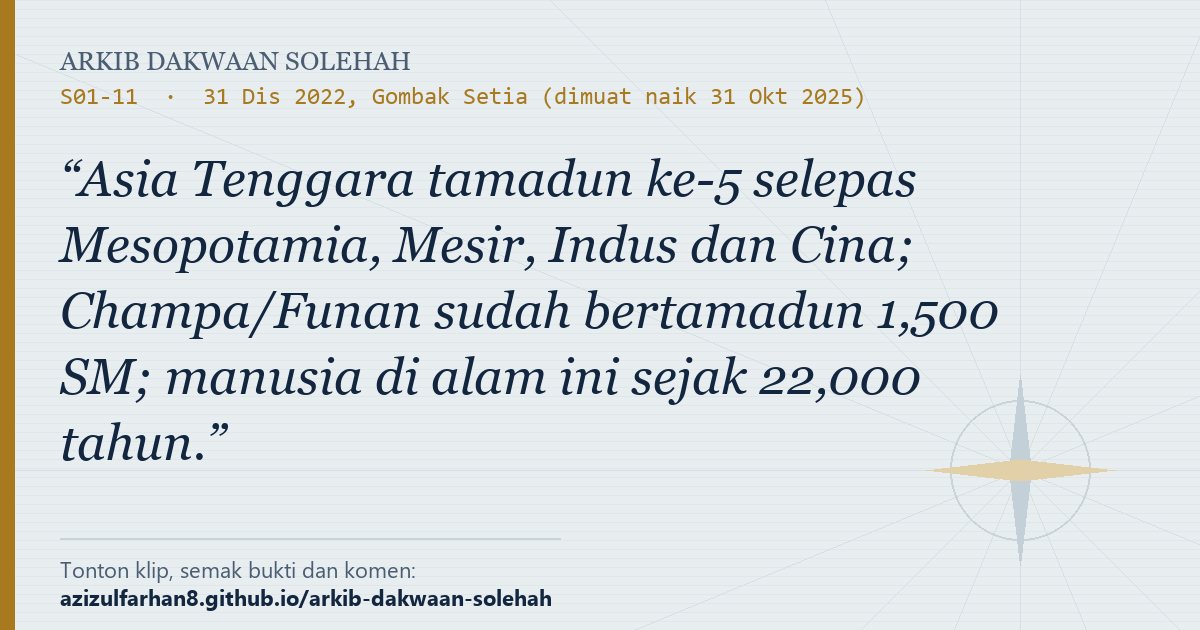 ARKIB DAKWAAN SOLEHAH
S01-11 · 31 Dis 2022, Gombak Setia (dimuat naik 31 Okt 2025)
“Asia Tenggara tamadun ke-5 selepas
Mesopotamia, Mesir, Indus dan Cina;
Champa/Funan sudah bertamadun 1,500
SM; manusia di alam ini sejak 22,000
tahun.”
Tonton klip, semak bukti dan komen:
azizulfarhan8.github.io/arkib-dakwaan-solehah